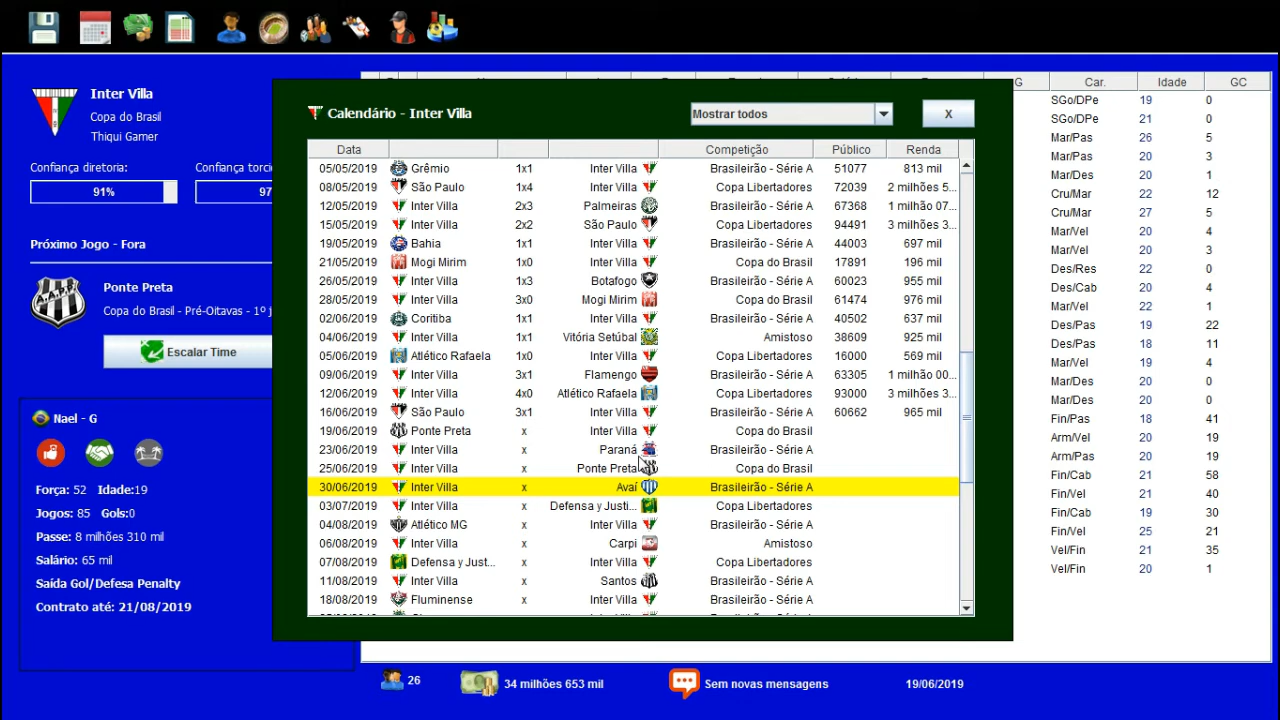 Inter Villa
Copa do Brasil
Thiqui Gamer
Confiança diretoria: Confiança torcid
91% 97
Próximo Jogo - Fora
Ponte Preta
Copa do Brasil - Pré-Oitavas - 1º j
Escalar Time
Nael - G
Força: 52 Idade:19
Jogos: 85 Gols:0
Passe: 8 milhões 310 mil
Salário: 65 mil
Saída Gol/Defesa Penalty
Contrato até: 21/08/2019
Calendário - Inter Villa Mostrar todos X
Data Competição Público Renda
05/05/2019 Grêmio 1x1 Inter Villa Brasileirão - Série A 51077 813 mil
08/05/2019 São Paulo 1x4 Inter Villa Copa Libertadores 72039 2 milhões 5...
12/05/2019 Inter Villa 2x3 Palmeiras Brasileirão - Série A 67368 1 milhão 07...
15/05/2019 Inter Villa 2x2 São Paulo Copa Libertadores 94491 3 milhões 3...
19/05/2019 Bahia 1x1 Inter Villa Brasileirão - Série A 44003 697 mil
21/05/2019 Mogi Mirim 1x0 Inter Villa Copa do Brasil 17891 196 mil
26/05/2019 Inter Villa 1x3 Botafogo Brasileirão - Série A 60023 955 mil
28/05/2019 Inter Villa 3x0 Mogi Mirim Copa do Brasil 61474 976 mil
02/06/2019 Coritiba 1x1 Inter Villa Brasileirão - Série A 40502 637 mil
04/06/2019 Inter Villa 1x1 Vitória Setúbal Amistoso 38609 925 mil
05/06/2019 Atlético Rafaela 1x0 Inter Villa Copa Libertadores 16000 569 mil
09/06/2019 Inter Villa 3x1 Flamengo Brasileirão - Série A 63305 1 milhão 00...
12/06/2019 Inter Villa 4x0 Atlético Rafaela Copa Libertadores 93000 3 milhões 3...
16/06/2019 São Paulo 3x1 Inter Villa Brasileirão - Série A 60662 965 mil
19/06/2019 Ponte Preta x Inter Villa Copa do Brasil
23/06/2019 Inter Villa x Paraná Brasileirão - Série A
25/06/2019 Inter Villa x Ponte Preta Copa do Brasil
30/06/2019 Inter Villa x Avaí Brasileirão - Série A
03/07/2019 Inter Villa x Defensa y Justi... Copa Libertadores
04/08/2019 Atlético MG x Inter Villa Brasileirão - Série A
06/08/2019 Inter Villa x Carpi Amistoso
07/08/2019 Defensa y Just... x Inter Villa Copa Libertadores
11/08/2019 Inter Villa x Santos Brasileirão - Série A
18/08/2019 Fluminense x Inter Villa Brasileirão - Série A
G Car. Idade GC
SGo/DPe 19 0
SGo/DPe 21 0
Mar/Pas 26 5
Mar/Pas 20 3
Mar/Des 20 1
Cru/Mar 22 12
Cru/Mar 27 5
Mar/Vel 20 4
Mar/Vel 20 3
Des/Res 22 0
Des/Cab 20 4
Mar/Vel 22 1
Des/Pas 19 22
Des/Pas 18 11
Mar/Vel 20 4
Mar/Des 20 0
Mar/Des 20 0
Fin/Pas 18 41
Arm/Vel 20 19
Arm/Pas 20 19
Fin/Cab 21 58
Fin/Vel 21 40
Fin/Cab 19 30
Fin/Vel 25 21
Vel/Fin 21 35
Vel/Fin 20 1
26 34 milhões 653 mil Sem novas mensagens 19/06/2019